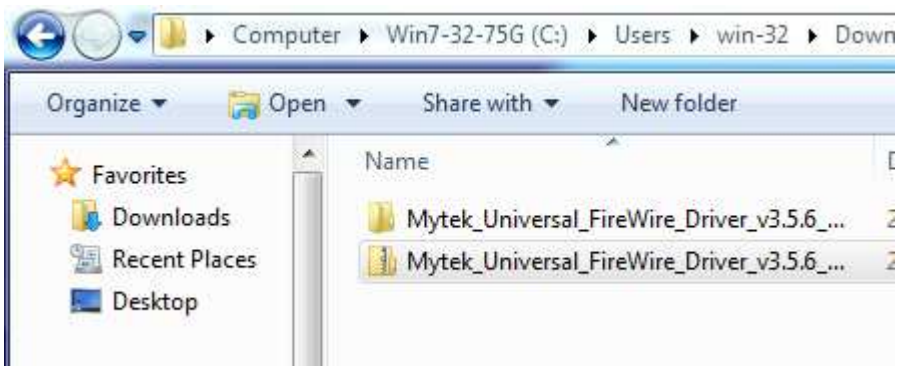 Computer Win7-32-75G (C:) Users win-32 Down
Organize Open Share with New folder
Favorites
Downloads
Recent Places
Desktop
Name
Mytek_Universal_FireWire_Driver_v3.5.6_...
Mytek_Universal_FireWire_Driver_v3.5.6_...